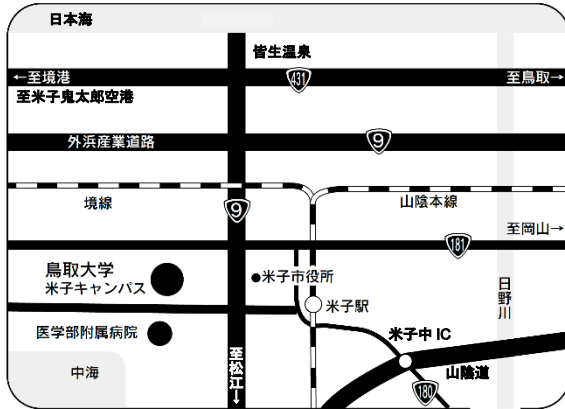 日本海
皆生温泉
←至境港
431
至鳥取→
至米子鬼太郎空港
外浜産業道路
9
境線
9
山陰本線
至岡山→
181
鳥取大学
米子キャンパス
米子市役所
日野川
米子駅
医学部附属病院
米子中 IC
至松江→
山陰道
中海
180